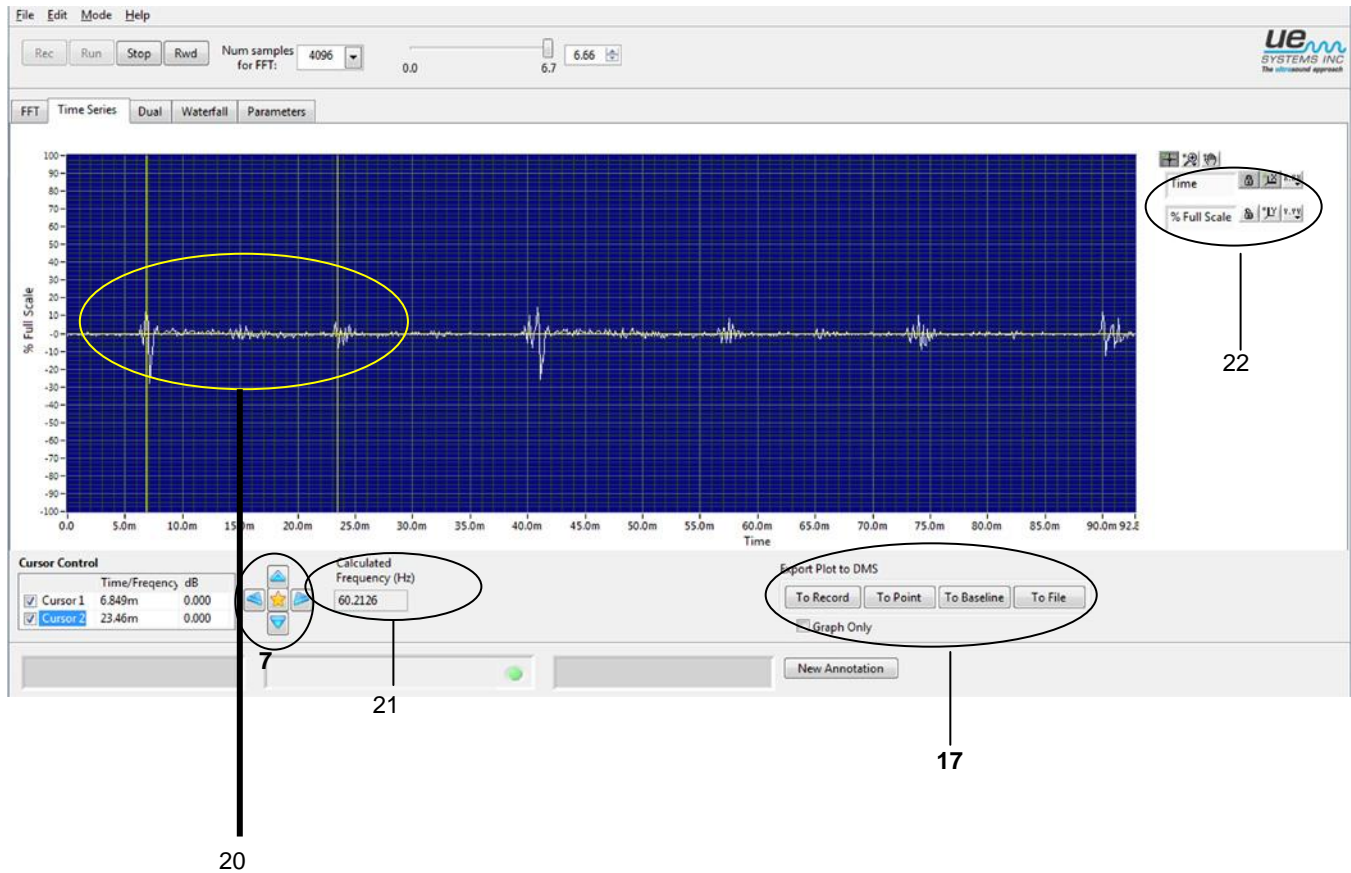 File Edit Mode Help
Rec Run Stop Rwd
Num samples
for FFT:
4096
0.0
6.7
6.66
ue
SYSTEMS INC
The ultrasound approach
FFT Time Series Dual Waterfall Parameters
100
90
80
70
60
50
40
30
20
10
-0
-10
-20
-30
-40
-50
-60
-70
-80
-90
-100
% Full Scale
0.0 5.0m 10.0m 15.0m 20.0m 25.0m 30.0m 35.0m 40.0m 45.0m 50.0m 55.0m 60.0m 65.0m 70.0m 75.0m 80.0m 85.0m 90.0m 92.8
Time
Time
% Full Scale
22
Cursor Control
Time/Freqency dB
Cursor 1 6.849m 0.000
Cursor 2 23.46m 0.000
7
Calculated
Frequency (Hz)
60.2126
21
Export Plot to DMS
To Record To Point To Baseline To File
Graph Only
New Annotation
17
20